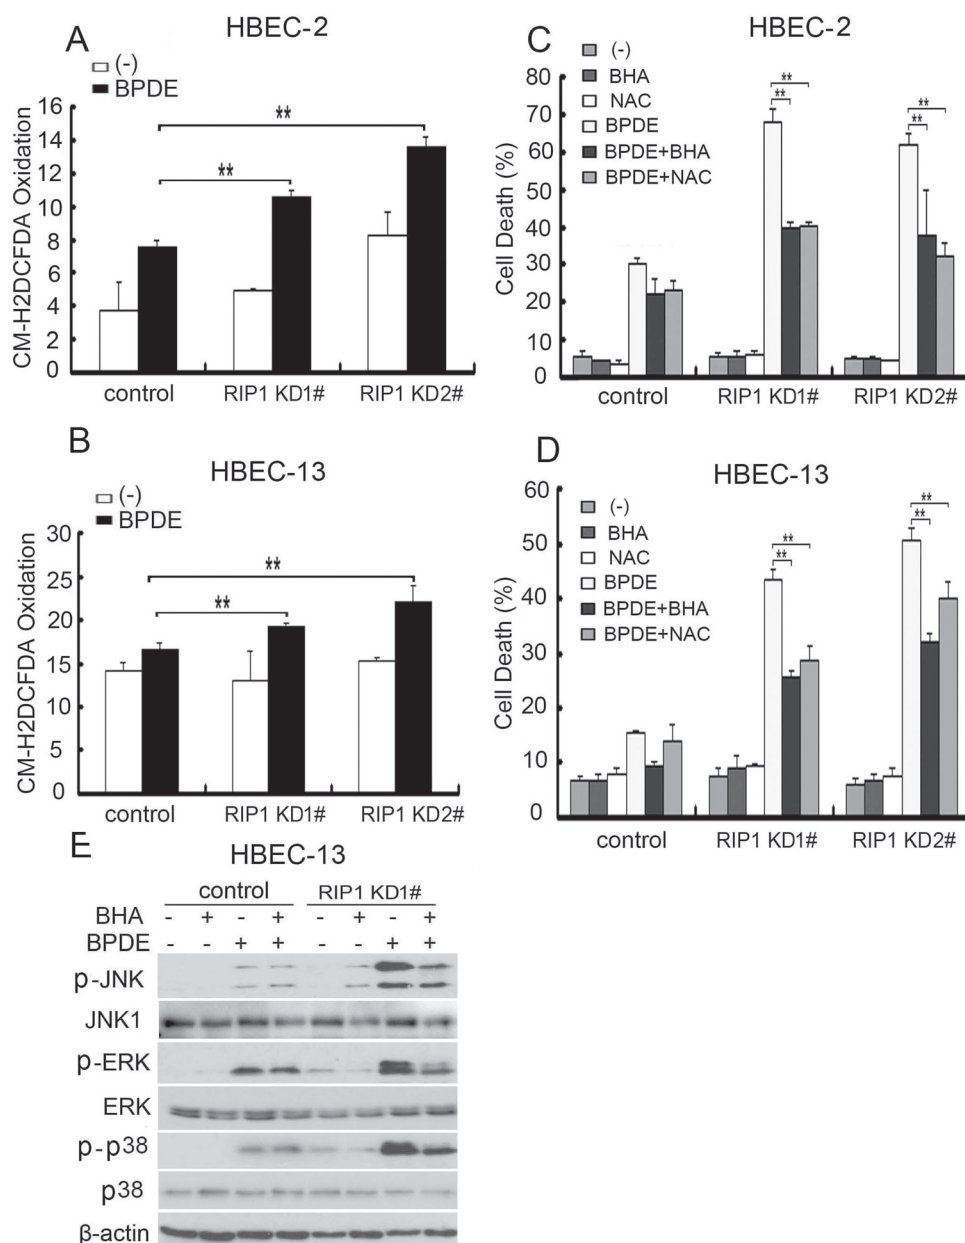 A
HBEC-2
(-)
BPDE
CM-H2DCFDA Oxidation
16
14
12
10
8
6
4
2
0
**
**
control
RIP1 KD1#
RIP1 KD2#
B
HBEC-13
(-)
BPDE
CM-H2DCFDA Oxidation
30
25
20
15
10
5
0
**
**
control
RIP1 KD1#
RIP1 KD2#
C
HBEC-2
(-)
BHA
NAC
BPDE
BPDE+BHA
BPDE+NAC
Cell Death (%)
80
70
60
50
40
30
20
10
0
**
**
**
**
control
RIP1 KD1#
RIP1 KD2#
D
HBEC-13
(-)
BHA
NAC
BPDE
BPDE+BHA
BPDE+NAC
Cell Death (%)
60
50
40
30
20
10
0
**
**
**
**
control
RIP1 KD1#
RIP1 KD2#
E
HBEC-13
control RIP1 KD1#
BHA - + - + - + - +
BPDE - - + + - - + +
p-JNK
JNK1
p-ERK
ERK
p-p38
p38
β-actin